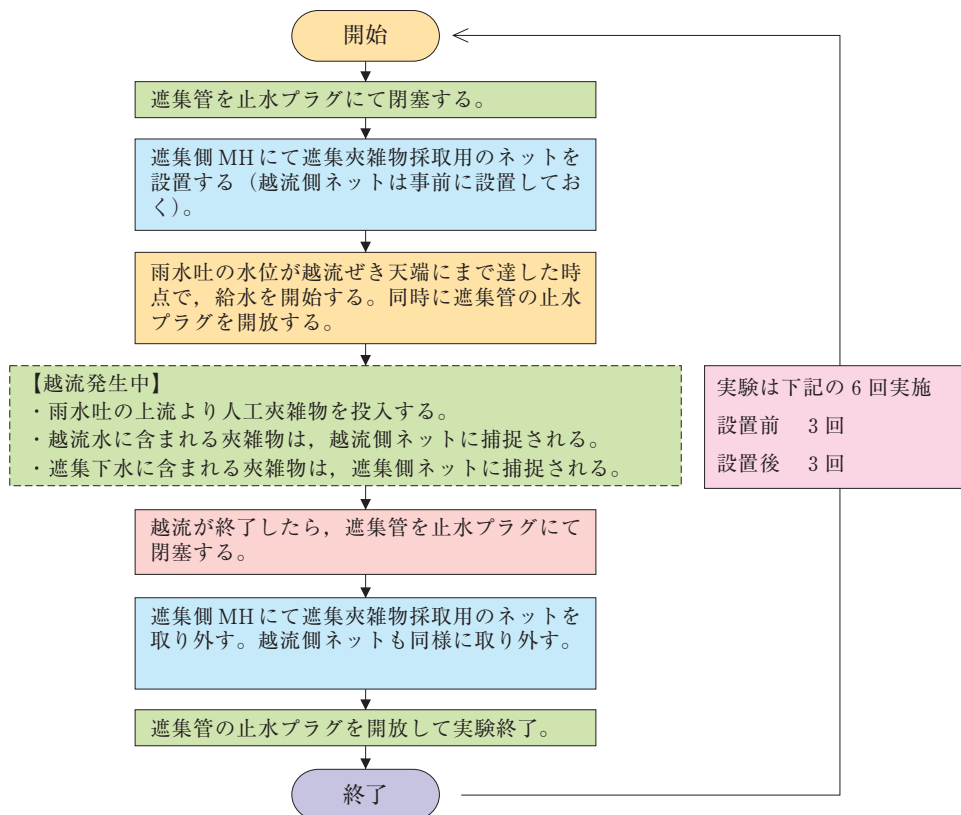 開始
遮集管を止水プラグにて閉塞する。
遮集側 MH にて遮集夾雑物採取用のネットを
設置する（越流側ネットは事前に設置してお
く）。
雨水吐の水位が越流ぜき天端にまで達した時
点で，給水を開始する。同時に遮集管の止水
プラグを開放する。
【越流発生中】
・雨水吐の上流より人工夾雑物を投入する。
・越流水に含まれる夾雑物は，越流側ネットに捕捉される。
・遮集下水に含まれる夾雑物は，遮集側ネットに捕捉される。
越流が終了したら，遮集管を止水プラグにて
閉塞する。
遮集側 MH にて遮集夾雑物採取用のネットを
取り外す。越流側ネットも同様に取り外す。
遮集管の止水プラグを開放して実験終了。
終了
実験は下記の 6 回実施
設置前　3 回
設置後　3 回